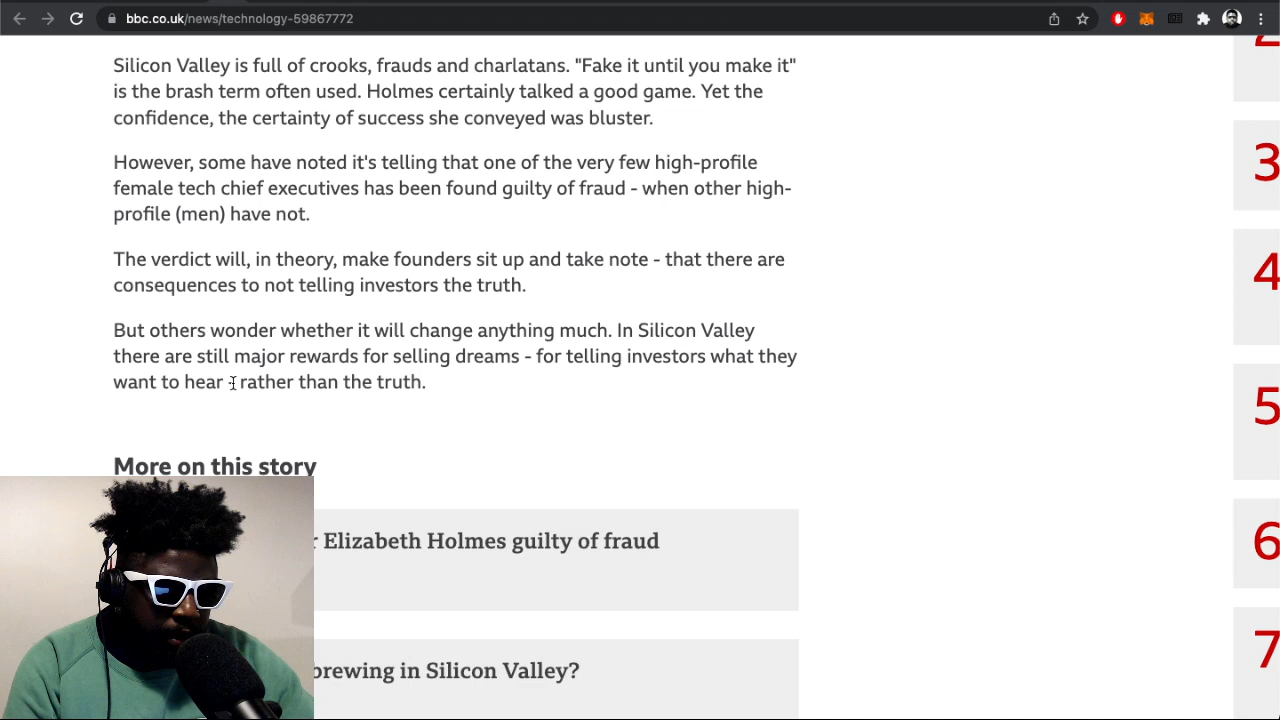 bbc.co.uk/news/technology-59867772
Silicon Valley is full of crooks, frauds and charlatans. "Fake it until you make it"
is the brash term often used. Holmes certainly talked a good game. Yet the
confidence, the certainty of success she conveyed was bluster.
However, some have noted it's telling that one of the very few high-profile
female tech chief executives has been found guilty of fraud - when other high-
profile (men) have not.
The verdict will, in theory, make founders sit up and take note - that there are
consequences to not telling investors the truth.
But others wonder whether it will change anything much. In Silicon Valley
there are still major rewards for selling dreams - for telling investors what they
want to hear - rather than the truth.
More on this story
Elizabeth Holmes guilty of fraud
brewing in Silicon Valley?
3
4
5
6
7